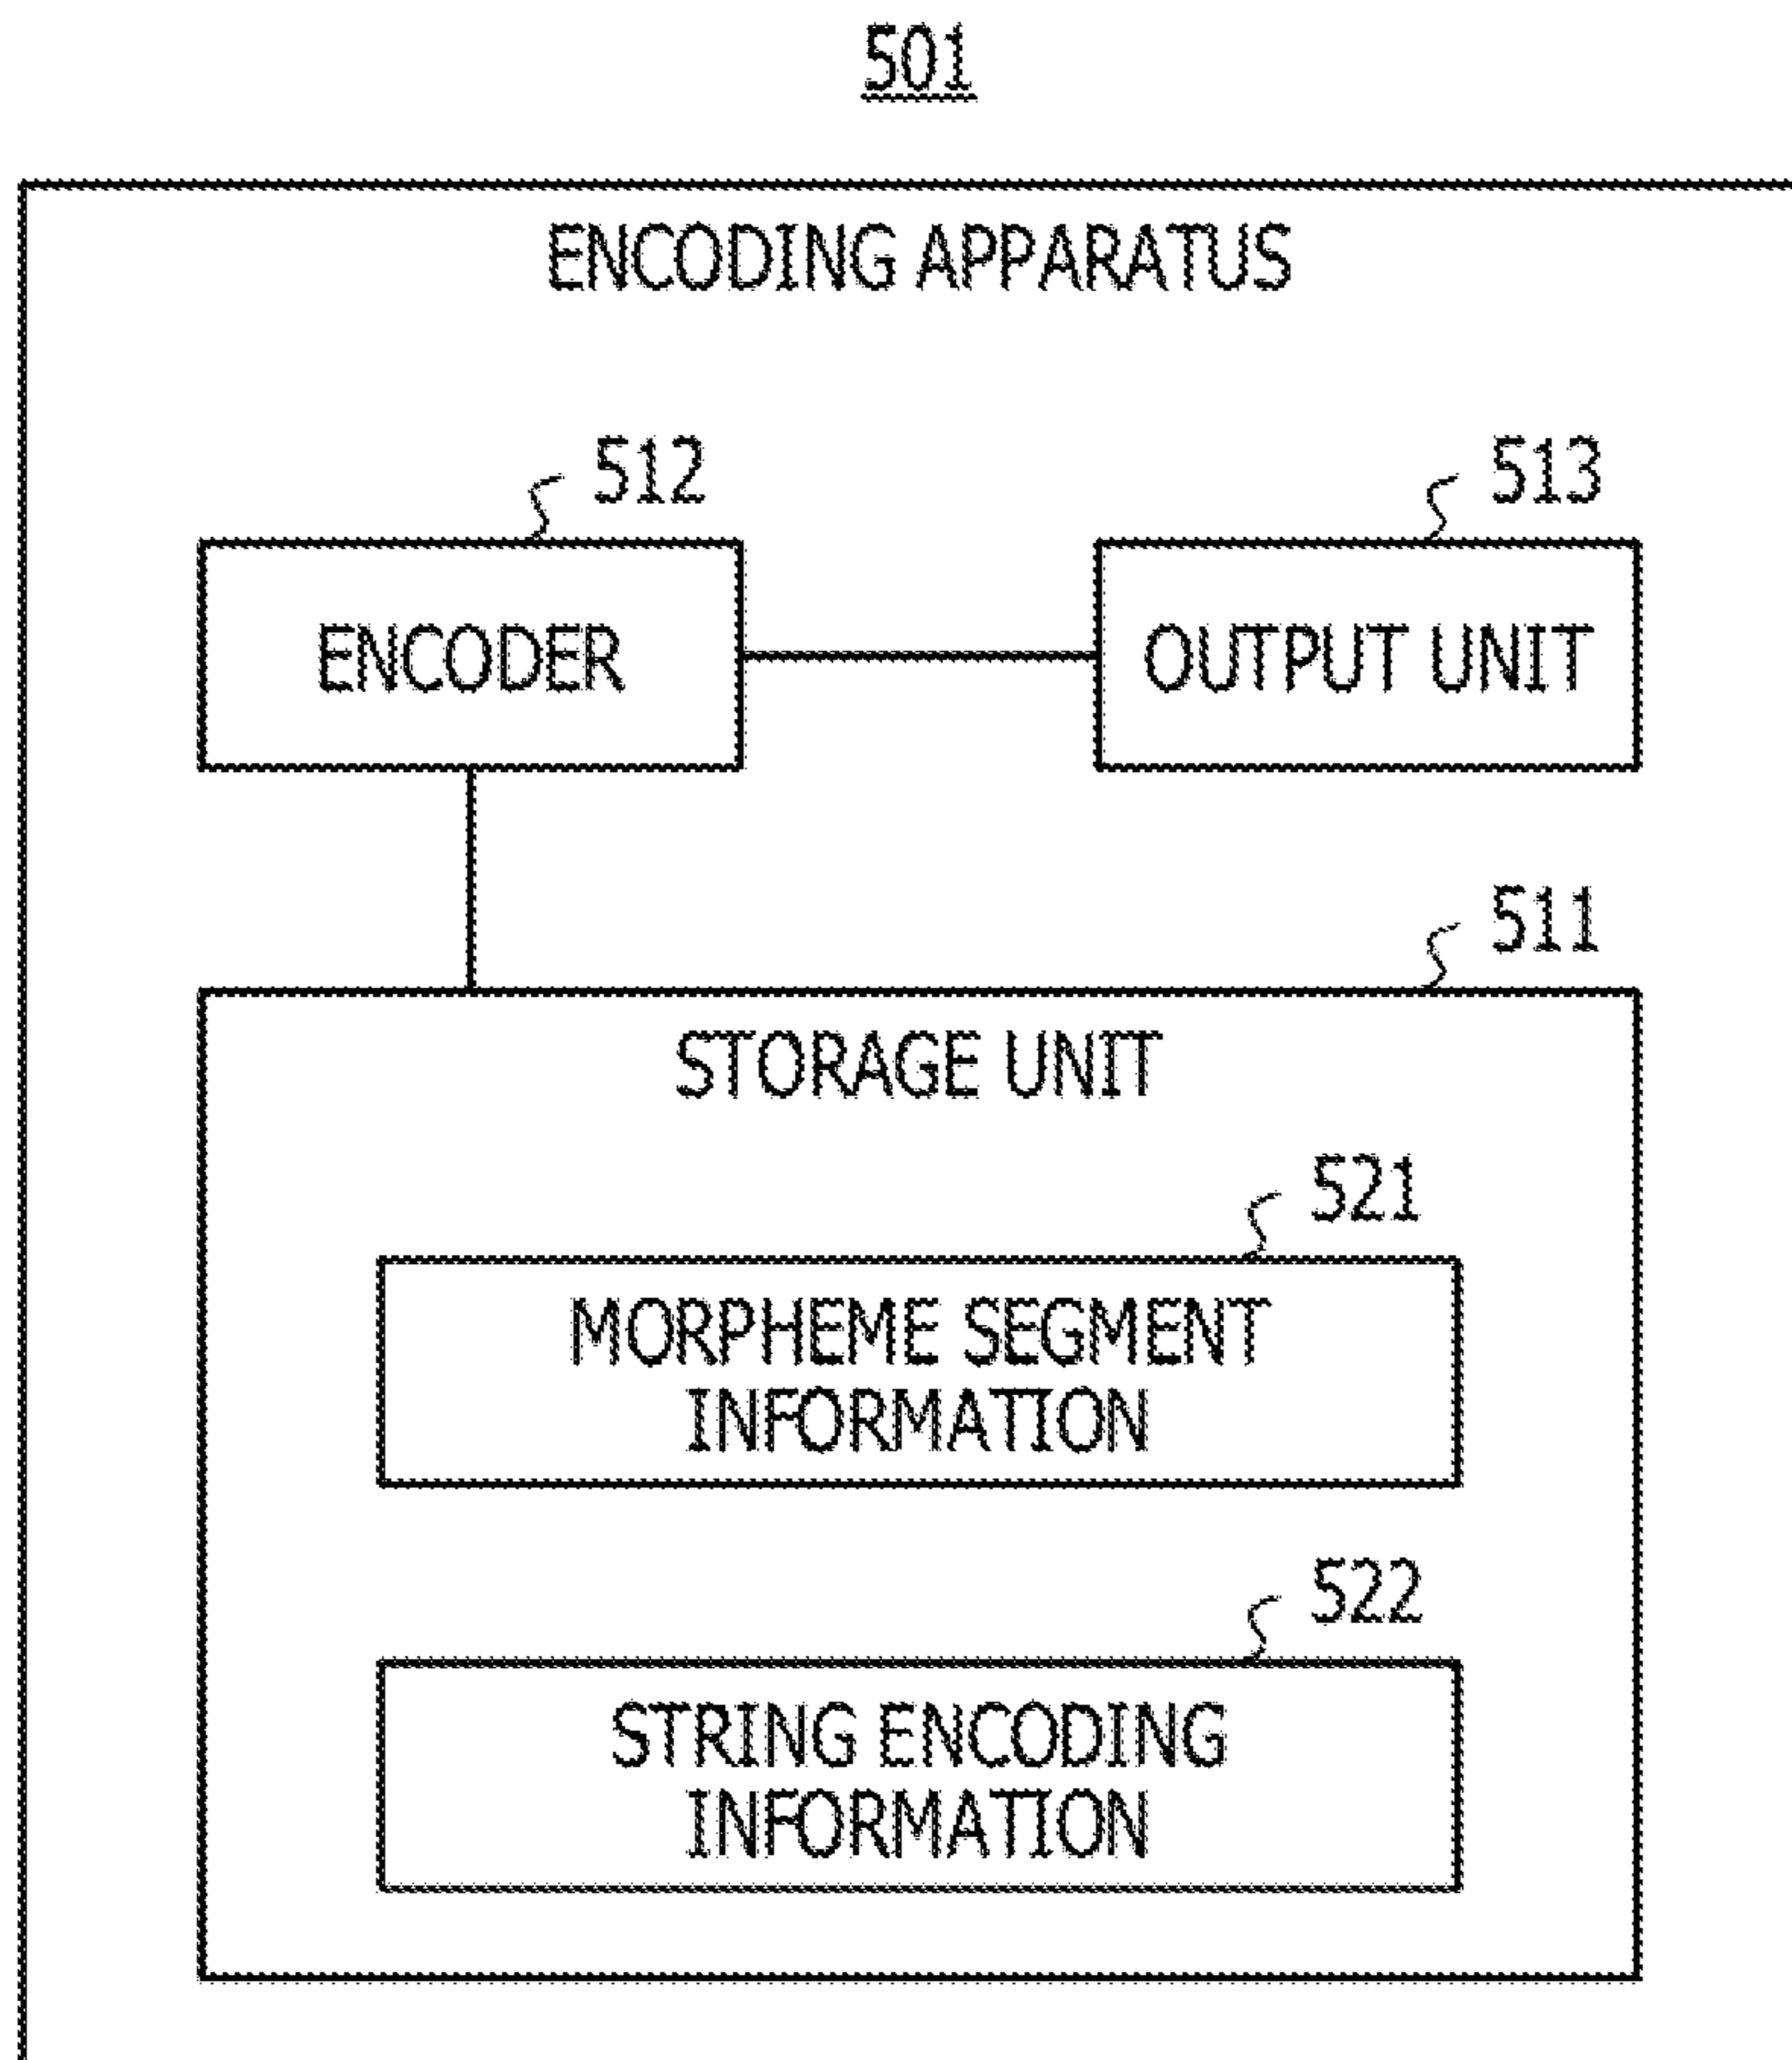 501
ENCODING APPARATUS
512
513
ENCODER
OUTPUT UNIT
511
STORAGE UNIT
521
MORPHEME SEGMENT
INFORMATION
522
STRING ENCODING
INFORMATION